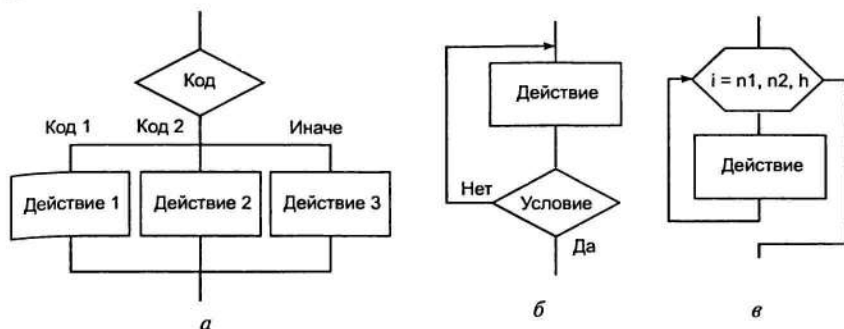 Код
Код 1
Код 2
Иначе
Действие 1
Действие 2
Действие 3
а
Действие
Нет
Условие
Да
б
i = n1, n2, h
Действие
в